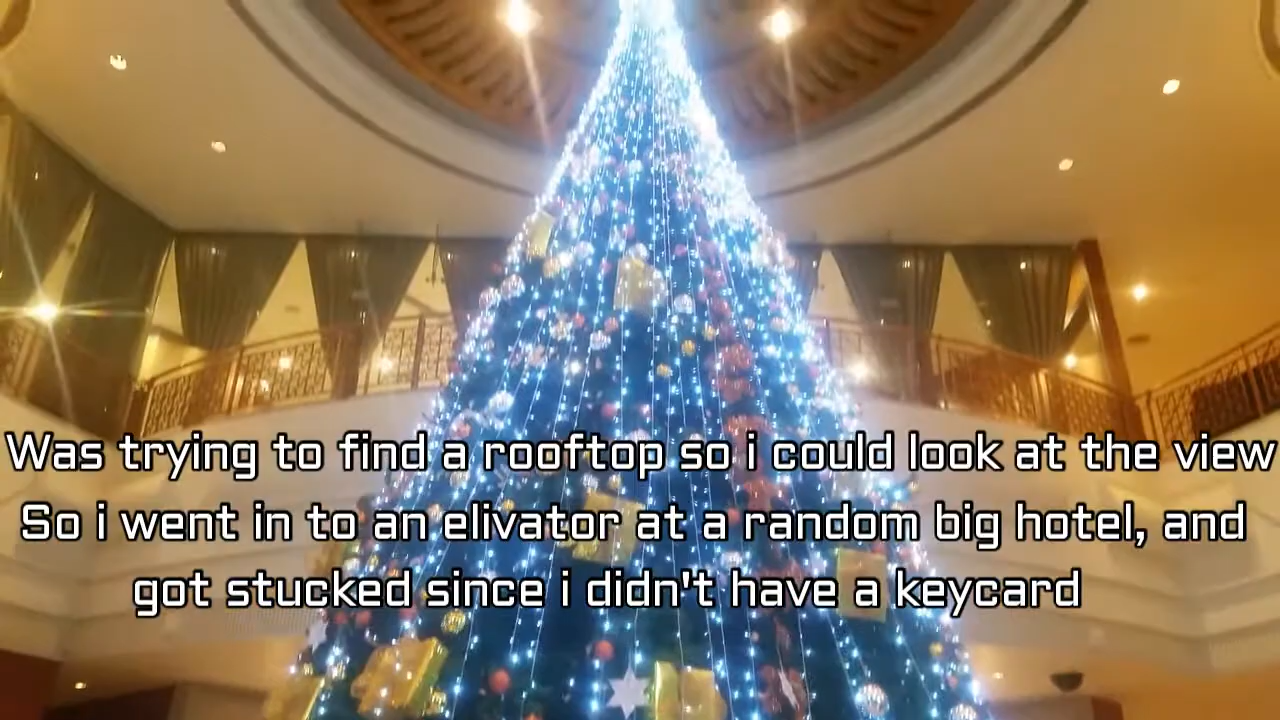 Was trying to find a rooftop so i could look at the view
So i went in to an elivator at a random big hotel, and
got stucked since i didn't have a keycard